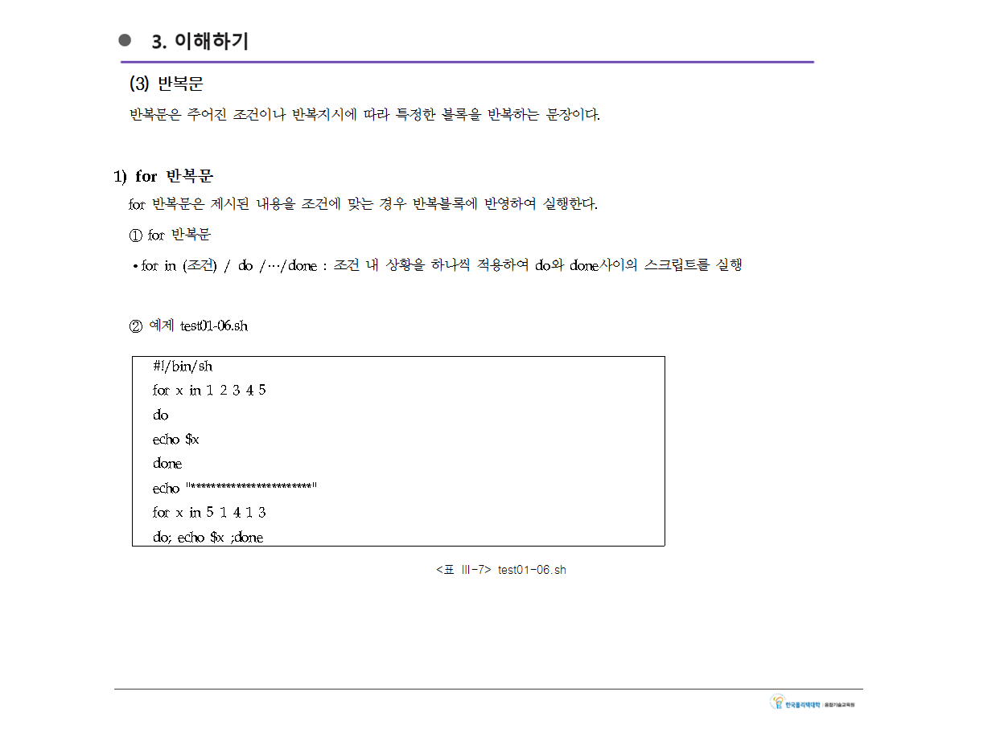 ● 3. 이해하기
(3) 반복문
반복문은 주어진 조건이나 반복지시에 따라 특정한 블록을 반복하는 문장이다.
1) for 반복문
for 반복문은 제시된 내용을 조건에 맞는 경우 반복블록에 반영하여 실행한다.
① for 반복문
• for in (조건) / do /…/done : 조건 내 상황을 하나씩 적용하여 do와 done사이의 스크립트를 실행
② 예제 test01-06.sh
#!/bin/sh
for x in 1 2 3 4 5
do
echo $x
done
echo "************************"
for x in 5 1 4 1 3
do; echo $x ;done
<표 III-7> test01-06.sh
한국폴리텍대학 | 융합기술교육원